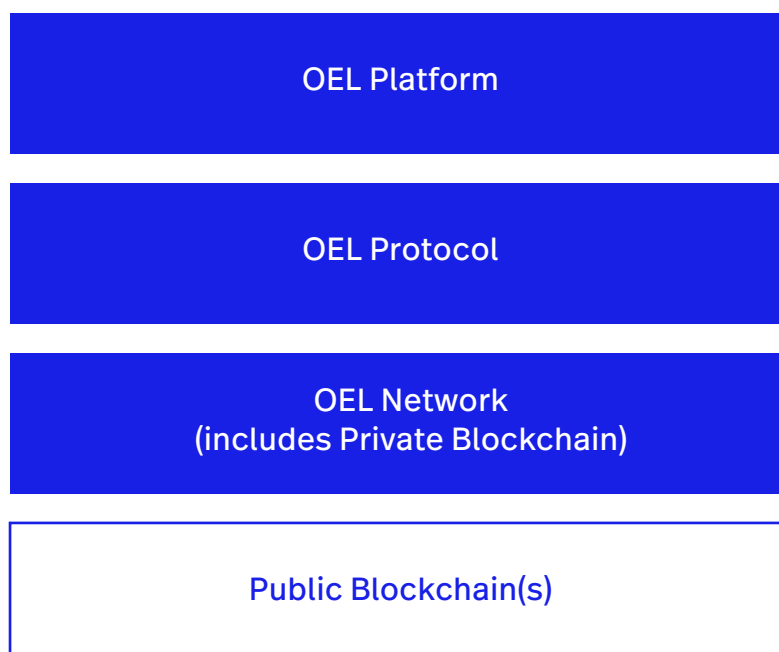 OEL Platform
OEL Protocol
OEL Network
(includes Private Blockchain)
Public Blockchain(s)